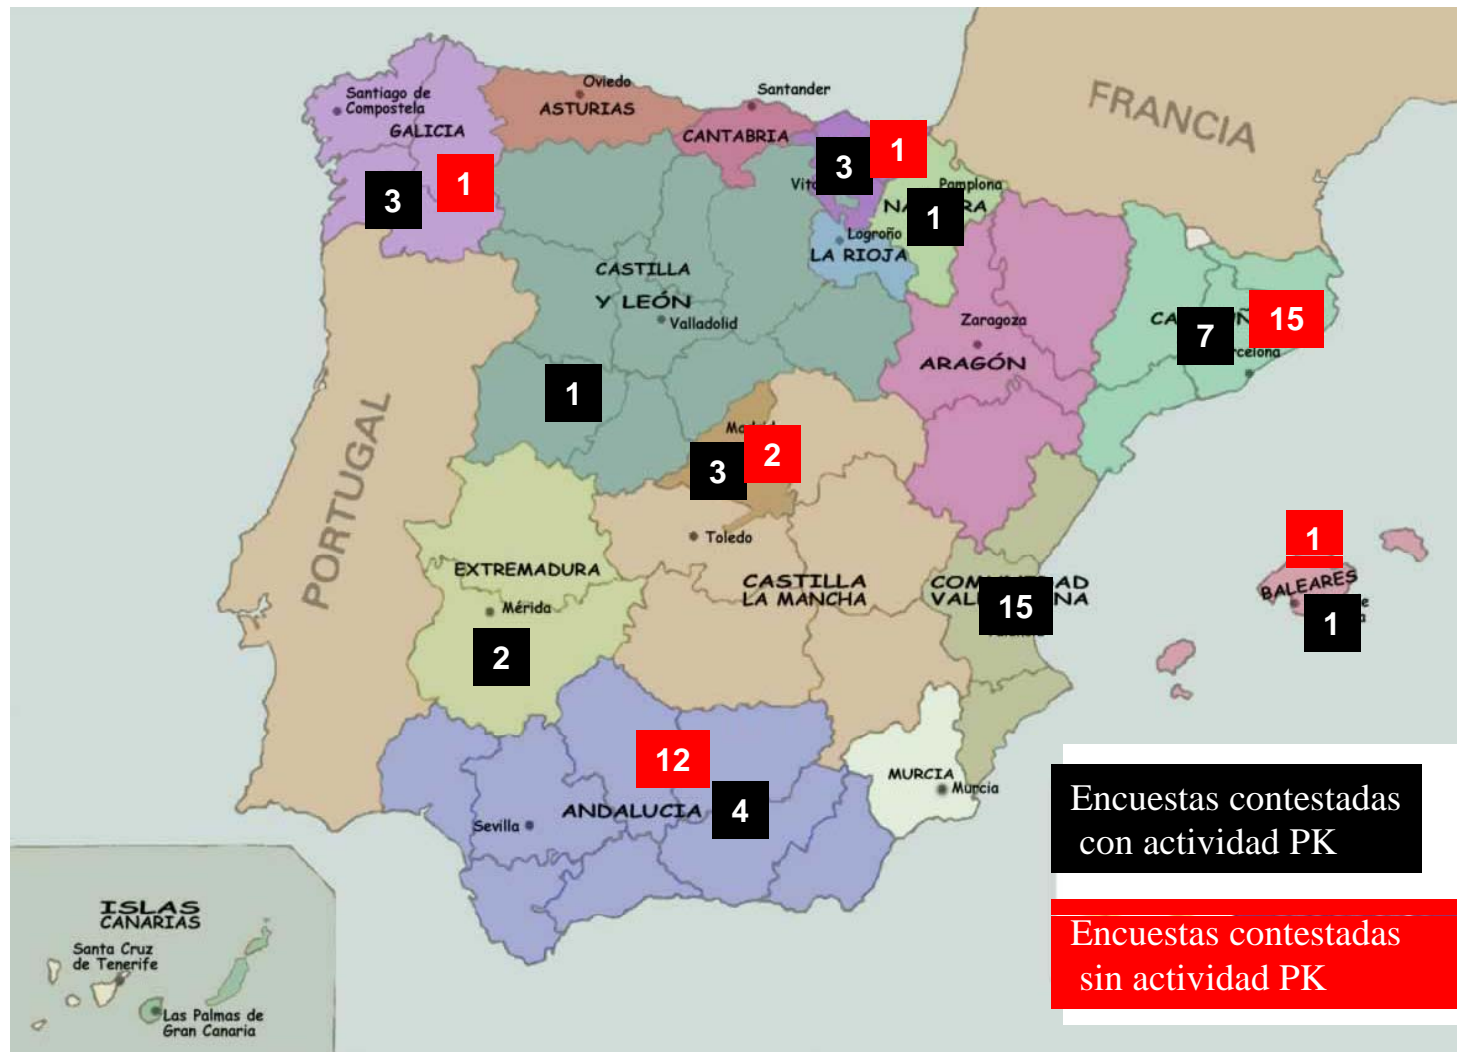 FRANCIA
Oviedo
ASTURIAS
Santander
CANTABRIA
Santiago de
Compostela
GALICIA
3
1
3
1
Pamplona
1
Logroño
LA RIOJA
CASTILLA
Y LEÓN
Valladolid
1
Zaragoza
ARAGÓN
7
15
PORTUGAL
3
2
Toledo
EXTREMADURA
Mérida
2
CASTILLA
LA MANCHA
15
1
BALEARES
1
12
4
ANDALUCIA
Sevilla
MURCIA
Murcia
ISLAS
CANARIAS
Santa Cruz
de Tenerife
Las Palmas de
Gran Canaria
Encuestas contestadas
con actividad PK
Encuestas contestadas
sin actividad PK